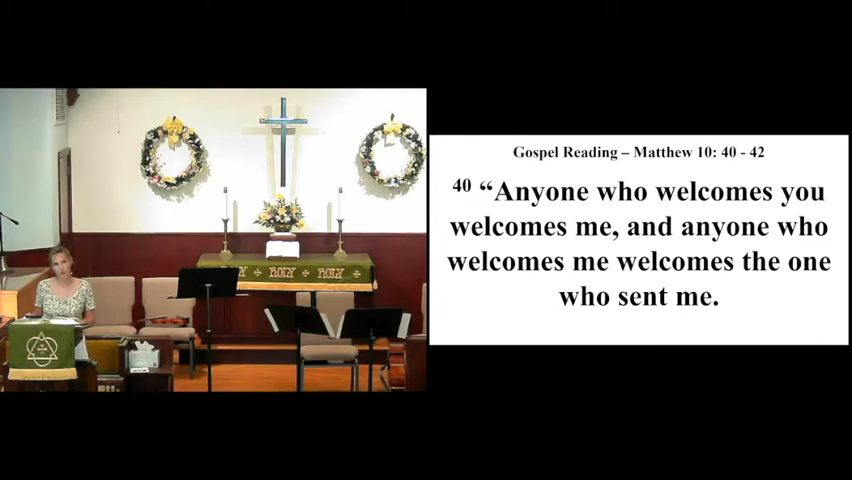 HOLY HOLY HOLY
Gospel Reading – Matthew 10: 40 - 42
40 “Anyone who welcomes you
welcomes me, and anyone who
welcomes me welcomes the one
who sent me.